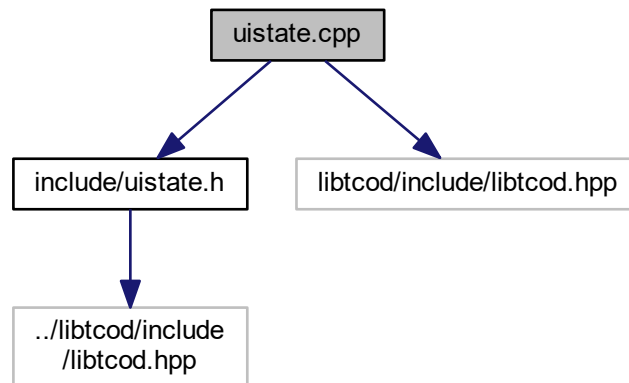 uistate.cpp
include/uistate.h
libtcod/include/libtcod.hpp
../libtcod/include
/libtcod.hpp